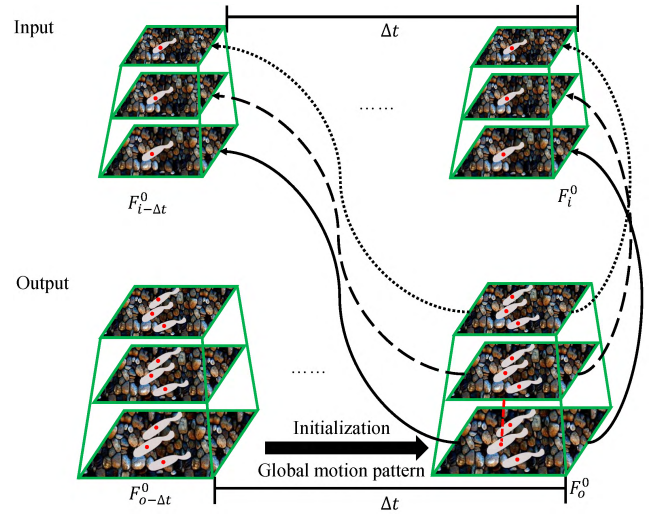 Input
Δt
……
F⁰ᵢ₋Δₜ
F⁰ᵢ
Output
……
Initialization
Global motion pattern
F⁰ₒ₋Δₜ
F⁰ₒ
Δt